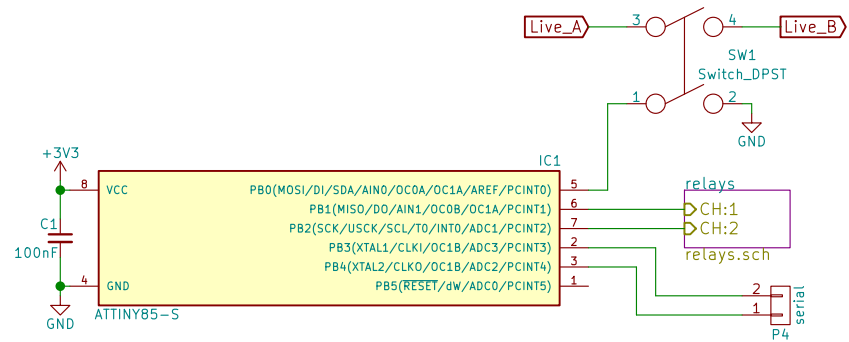 Live_A
3
4
Live_B
SW1
Switch_DPST
1
2
GND
+3V3
IC1
8
VCC
PB0(MOSI/DI/SDA/AIN0/OC0A/OC1A/AREF/PCINT0)
5
relays
PB1(MISO/DO/AIN1/OC0B/OC1A/PCINT1)
6
CH:1
C1
PB2(SCK/USCK/SCL/T0/INT0/ADC1/PCINT2)
7
CH:2
100nF
PB3(XTAL1/CLKI/OC1B/ADC3/PCINT3)
2
relays.sch
PB4(XTAL2/CLKO/OC1B/ADC2/PCINT4)
3
4
GND
PB5(RESET/dW/ADC0/PCINT5)
1
2
serial
1
GND
ATTINY85-S
P4